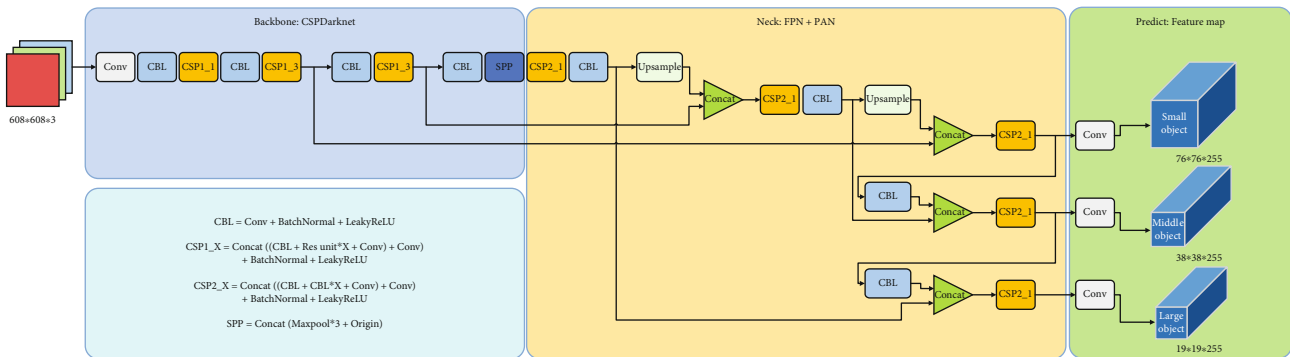 Backbone: CSPDarknet
Neck: FPN + PAN
Predict: Feature map
608*608*3
Conv
CBL
CSP1_1
CBL
CSP1_3
CBL
CSP1_3
CBL
SPP
CSP2_1
CBL
Upsample
Concat
CSP2_1
CBL
Upsample
Concat
CSP2_1
Conv
Small
object
76*76*255
CBL
Concat
CSP2_1
Conv
Middle
object
38*38*255
CBL
Concat
CSP2_1
Conv
Large
object
19*19*255
CBL = Conv + BatchNormal + LeakyReLU
CSP1_X = Concat ((CBL + Res unit*X + Conv) + Conv)
+ BatchNormal + LeakyReLU
CSP2_X = Concat ((CBL + CBL*X + Conv) + Conv)
+ BatchNormal + LeakyReLU
SPP = Concat (Maxpool*3 + Origin)